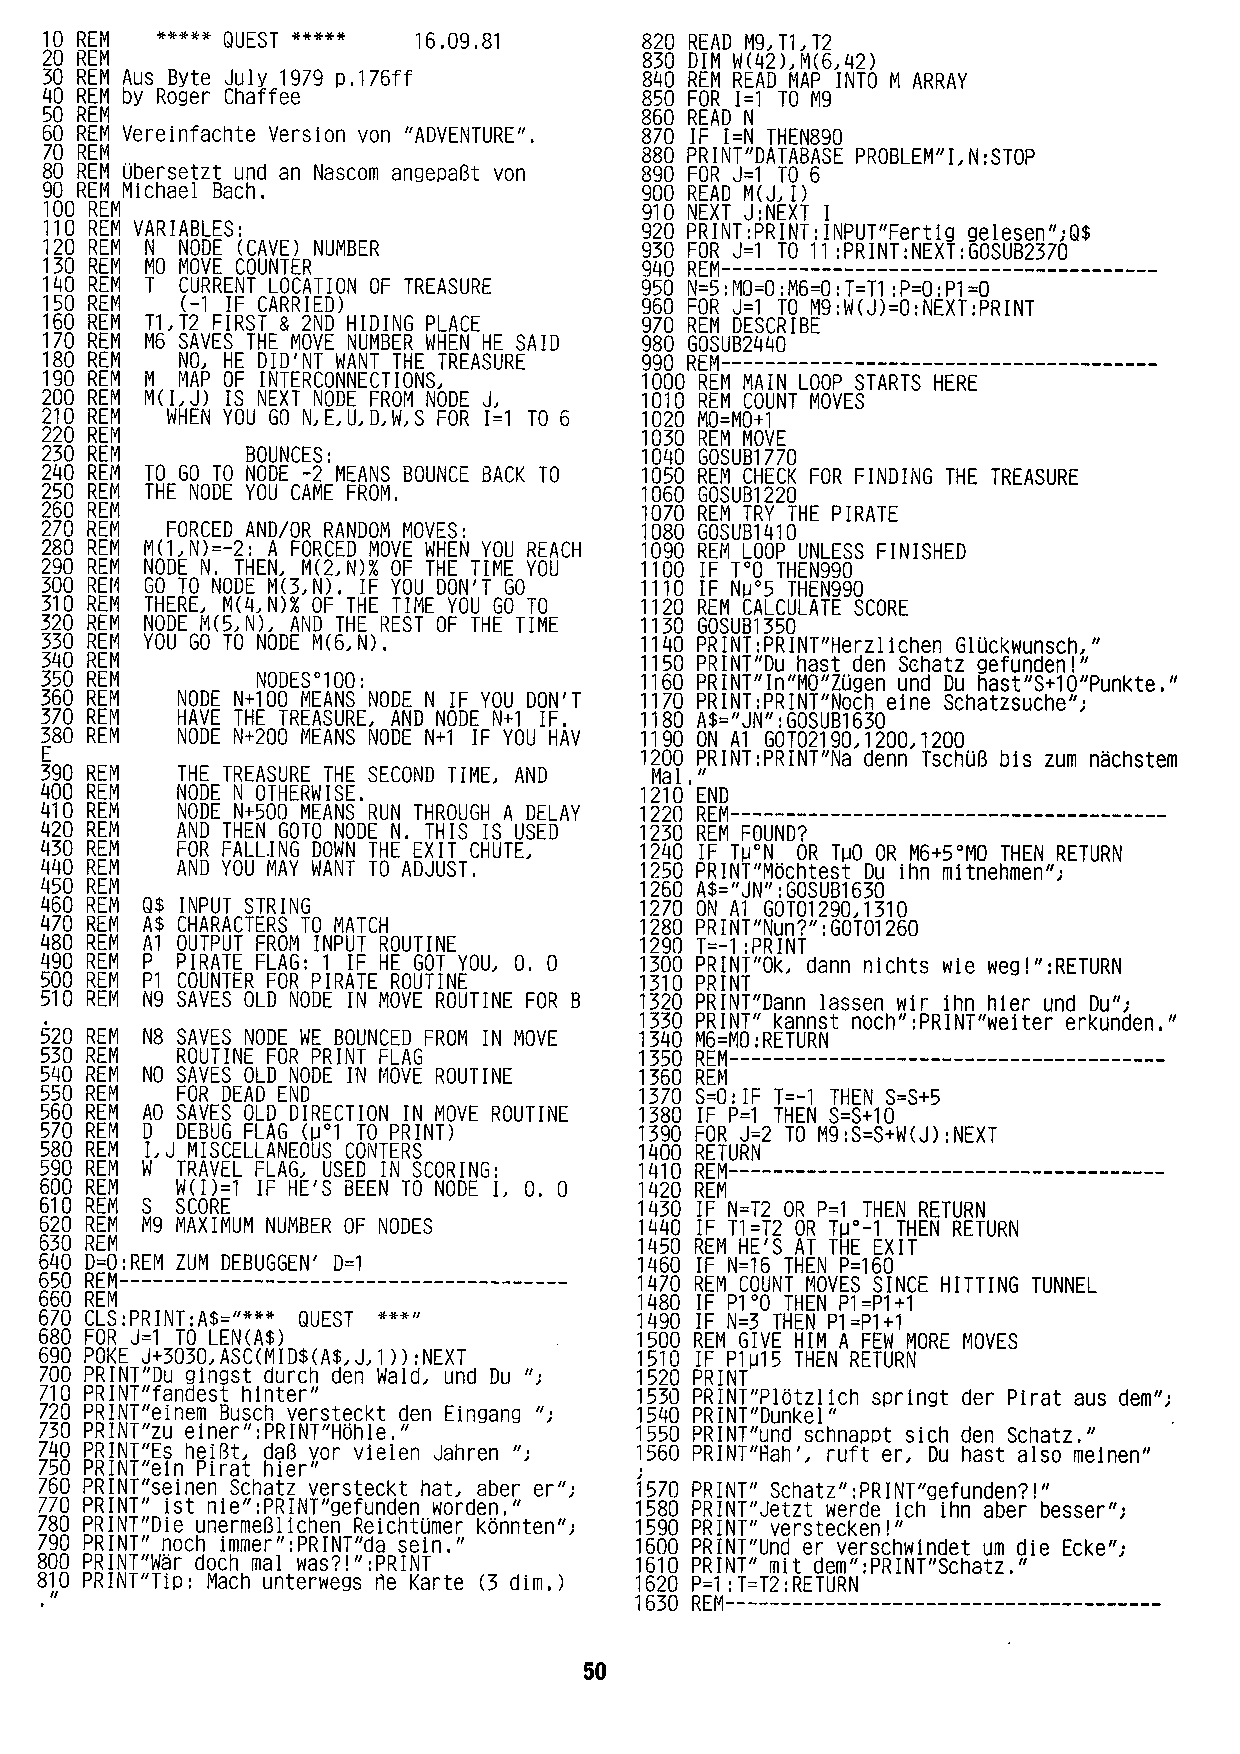 10 REM    ***** QUEST *****      16.09.81
20 REM
30 REM Aus Byte July 1979 p.176ff
40 REM by Roger Chaffee
50 REM
60 REM Vereinfachte Version von "ADVENTURE".
70 REM
80 REM Übersetzt und an Nascom angepaßt von
90 REM Michael Bach.
100 REM
110 REM VARIABLES:
120 REM  N  NODE (CAVE) NUMBER
130 REM  M0 MOVE COUNTER
140 REM  T  CURRENT LOCATION OF TREASURE
150 REM     (-1 IF CARRIED)
160 REM  T1,T2 FIRST & 2ND HIDING PLACE
170 REM  M6 SAVES THE MOVE NUMBER WHEN HE SAID
180 REM     NO, HE DID'NT WANT THE TREASURE
190 REM  M  MAP OF INTERCONNECTIONS,
200 REM  M(I,J) IS NEXT NODE FROM NODE J,
210 REM    WHEN YOU GO N,E,U,D,W,S FOR I=1 TO 6
220 REM
230 REM           BOUNCES:
240 REM  TO GO TO NODE -2 MEANS BOUNCE BACK TO
250 REM  THE NODE YOU CAME FROM.
260 REM
270 REM    FORCED AND/OR RANDOM MOVES:
280 REM  M(1,N)=-2: A FORCED MOVE WHEN YOU REACH
290 REM  NODE N. THEN, M(2,N)% OF THE TIME YOU
300 REM  GO TO NODE M(3,N). IF YOU DON'T GO
310 REM  THERE, M(4,N)% OF THE TIME YOU GO TO
320 REM  NODE M(5,N), AND THE REST OF THE TIME
330 REM  YOU GO TO NODE M(6,N).
340 REM
350 REM            NODES°100:
360 REM     NODE N+100 MEANS NODE N IF YOU DON'T
370 REM     HAVE THE TREASURE, AND NODE N+1 IF.
380 REM     NODE N+200 MEANS NODE N+1 IF YOU HAV
E
390 REM     THE TREASURE THE SECOND TIME, AND
400 REM     NODE N OTHERWISE.
410 REM     NODE N+500 MEANS RUN THROUGH A DELAY
420 REM     AND THEN GOTO NODE N. THIS IS USED
430 REM     FOR FALLING DOWN THE EXIT CHUTE,
440 REM     AND YOU MAY WANT TO ADJUST.
450 REM
460 REM  Q$ INPUT STRING
470 REM  A$ CHARACTERS TO MATCH
480 REM  A1 OUTPUT FROM INPUT ROUTINE
490 REM  P  PIRATE FLAG: 1 IF HE GOT YOU, O. 0
500 REM  P1 COUNTER FOR PIRATE ROUTINE
510 REM  N9 SAVES OLD NODE IN MOVE ROUTINE FOR B
.
520 REM  N8 SAVES NODE WE BOUNCED FROM IN MOVE
530 REM     ROUTINE FOR PRINT FLAG
540 REM  N0 SAVES OLD NODE IN MOVE ROUTINE
550 REM     FOR DEAD END
560 REM  A0 SAVES OLD DIRECTION IN MOVE ROUTINE
570 REM  D  DEBUG FLAG (µ°1 TO PRINT)
580 REM  I,J MISCELLANEOUS CONTERS
590 REM  W  TRAVEL FLAG, USED IN SCORING:
600 REM     W(I)=1 IF HE'S BEEN TO NODE I, O. 0
610 REM  S  SCORE
620 REM  M9 MAXIMUM NUMBER OF NODES
630 REM
640 D=0:REM ZUM DEBUGGEN' D=1
650 REM----------------------------------------
660 REM
670 CLS:PRINT:A$="***  QUEST  ***"
680 FOR J=1 TO LEN(A$)
690 POKE J+3030,ASC(MID$(A$,J,1)):NEXT
700 PRINT"Du gingst durch den Wald, und Du ";
710 PRINT"fandest hinter"
720 PRINT"einem Busch versteckt den Eingang ";
730 PRINT"zu einer":PRINT"Höhle."
740 PRINT"Es heißt, daß vor vielen Jahren ";
750 PRINT"ein Pirat hier"
760 PRINT"seinen Schatz versteckt hat, aber er";
770 PRINT" ist nie":PRINT"gefunden worden."
780 PRINT"Die unermeßlichen Reichtümer könnten";
790 PRINT" noch immer":PRINT"da sein."
800 PRINT"Wär doch mal was?!":PRINT
810 PRINT"Tip: Mach unterwegs ne Karte (3 dim.)
."
820 READ M9,T1,T2
830 DIM W(42),M(6,42)
840 REM READ MAP INTO M ARRAY
850 FOR I=1 TO M9
860 READ N
870 IF I=N THEN890
880 PRINT"DATABASE PROBLEM"I,N:STOP
890 FOR J=1 TO 6
900 READ M(J,I)
910 NEXT J:NEXT I
920 PRINT:PRINT:INPUT"Fertig gelesen";Q$
930 FOR J=1 TO 11:PRINT:NEXT:GOSUB2370
940 REM---------------------------------------
950 N=5:M0=0:M6=0:T=T1:P=0:P1=0
960 FOR J=1 TO M9:W(J)=0:NEXT:PRINT
970 REM DESCRIBE
980 GOSUB2440
990 REM---------------------------------------
1000 REM MAIN LOOP STARTS HERE
1010 REM COUNT MOVES
1020 M0=M0+1
1030 REM MOVE
1040 GOSUB1770
1050 REM CHECK FOR FINDING THE TREASURE
1060 GOSUB1220
1070 REM TRY THE PIRATE
1080 GOSUB1410
1090 REM LOOP UNLESS FINISHED
1100 IF T°0 THEN990
1110 IF Nµ°5 THEN990
1120 REM CALCULATE SCORE
1130 GOSUB1350
1140 PRINT:PRINT"Herzlichen Glückwunsch,"
1150 PRINT"Du hast den Schatz gefunden!"
1160 PRINT"In"M0"Zügen und Du hast"S+10"Punkte."
1170 PRINT:PRINT"Noch eine Schatzsuche";
1180 A$="JN":GOSUB1630
1190 ON A1 GOTO2190,1200,1200
1200 PRINT:PRINT"Na denn Tschüß bis zum nächstem
Mal."
1210 END
1220 REM---------------------------------------
1230 REM FOUND?
1240 IF Tµ°N  OR Tµ0 OR M6+5°M0 THEN RETURN
1250 PRINT"Möchtest Du ihn mitnehmen";
1260 A$="JN":GOSUB1630
1270 ON A1 GOTO1290,1310
1280 PRINT"Nun?":GOTO1260
1290 T=-1:PRINT
1300 PRINT"Ok, dann nichts wie weg!":RETURN
1310 PRINT
1320 PRINT"Dann lassen wir ihn hier und Du";
1330 PRINT" kannst noch":PRINT"weiter erkunden."
1340 M6=M0:RETURN
1350 REM---------------------------------------
1360 REM
1370 S=0:IF T=-1 THEN S=S+5
1380 IF P=1 THEN S=S+10
1390 FOR J=2 TO M9:S=S+W(J):NEXT
1400 RETURN
1410 REM---------------------------------------
1420 REM
1430 IF N=T2 OR P=1 THEN RETURN
1440 IF T1=T2 OR Tµ°-1 THEN RETURN
1450 REM HE'S AT THE EXIT
1460 IF N=16 THEN P=160
1470 REM COUNT MOVES SINCE HITTING TUNNEL
1480 IF P1°0 THEN P1=P1+1
1490 IF N=3 THEN P1=P1+1
1500 REM GIVE HIM A FEW MORE MOVES
1510 IF P1µ15 THEN RETURN
1520 PRINT
1530 PRINT"Plötzlich springt der Pirat aus dem";
1540 PRINT"Dunkel"
1550 PRINT"und schnappt sich den Schatz."
1560 PRINT"Hah', ruft er, Du hast also meinen"
;
1570 PRINT" Schatz":PRINT"gefunden?!"
1580 PRINT"Jetzt werde ich ihn aber besser";
1590 PRINT" verstecken!"
1600 PRINT"Und er verschwindet um die Ecke";
1610 PRINT" mit dem":PRINT"Schatz."
1620 P=1:T=T2:RETURN
1630 REM---------------------------------------
50